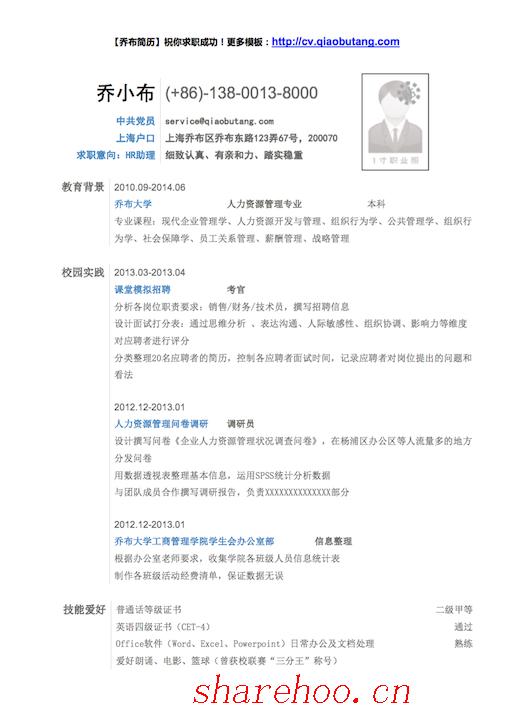 【乔布简历】祝你求职成功！更多模板：http://cv.qiaobutang.com
乔小布 (+86)-138-0013-8000
中共党员 service@qiaobutang.com
上海户口 上海乔布区乔布东路123弄67号，200070
求职意向：HR助理 细致认真、有亲和力、踏实稳重
1寸职业照
教育背景 2010.09-2014.06
乔布大学 人力资源管理专业 本科
专业课程：现代企业管理学、人力资源开发与管理、组织行为学、公共管理学、组织行
为学、社会保障学、员工关系管理、薪酬管理、战略管理
校园实践 2013.03-2013.04
课堂模拟招聘 考官
分析各岗位职责要求：销售/财务/技术员，撰写招聘信息
设计面试打分表：通过思维分析 、表达沟通、人际敏感性、组织协调、影响力等维度
对应聘者进行评分
分类整理20名应聘者的简历，控制各应聘者面试时间，记录应聘者对岗位提出的问题和
看法
2012.12-2013.01
人力资源管理问卷调研 调研员
设计撰写问卷《企业人力资源管理状况调查问卷》，在杨浦区办公区等人流量多的地方
分发问卷
用数据透视表整理基本信息，运用SPSS统计分析数据
与团队成员合作撰写调研报告，负责XXXXXXXXXXXXXX部分
2012.12-2013.01
乔布大学工商管理学院学生会办公室部 信息整理
根据办公室老师要求，收集学院各班级人员信息统计表
制作各班级活动经费清单，保证数据无误
技能爱好 普通话等级证书 二级甲等
英语四级证书（CET-4） 通过
Office软件（Word、Excel、Powerpoint）日常办公及文档处理 熟练
爱好朗诵、电影、篮球（曾获校联赛“三分王”称号）
sharehoo.cn